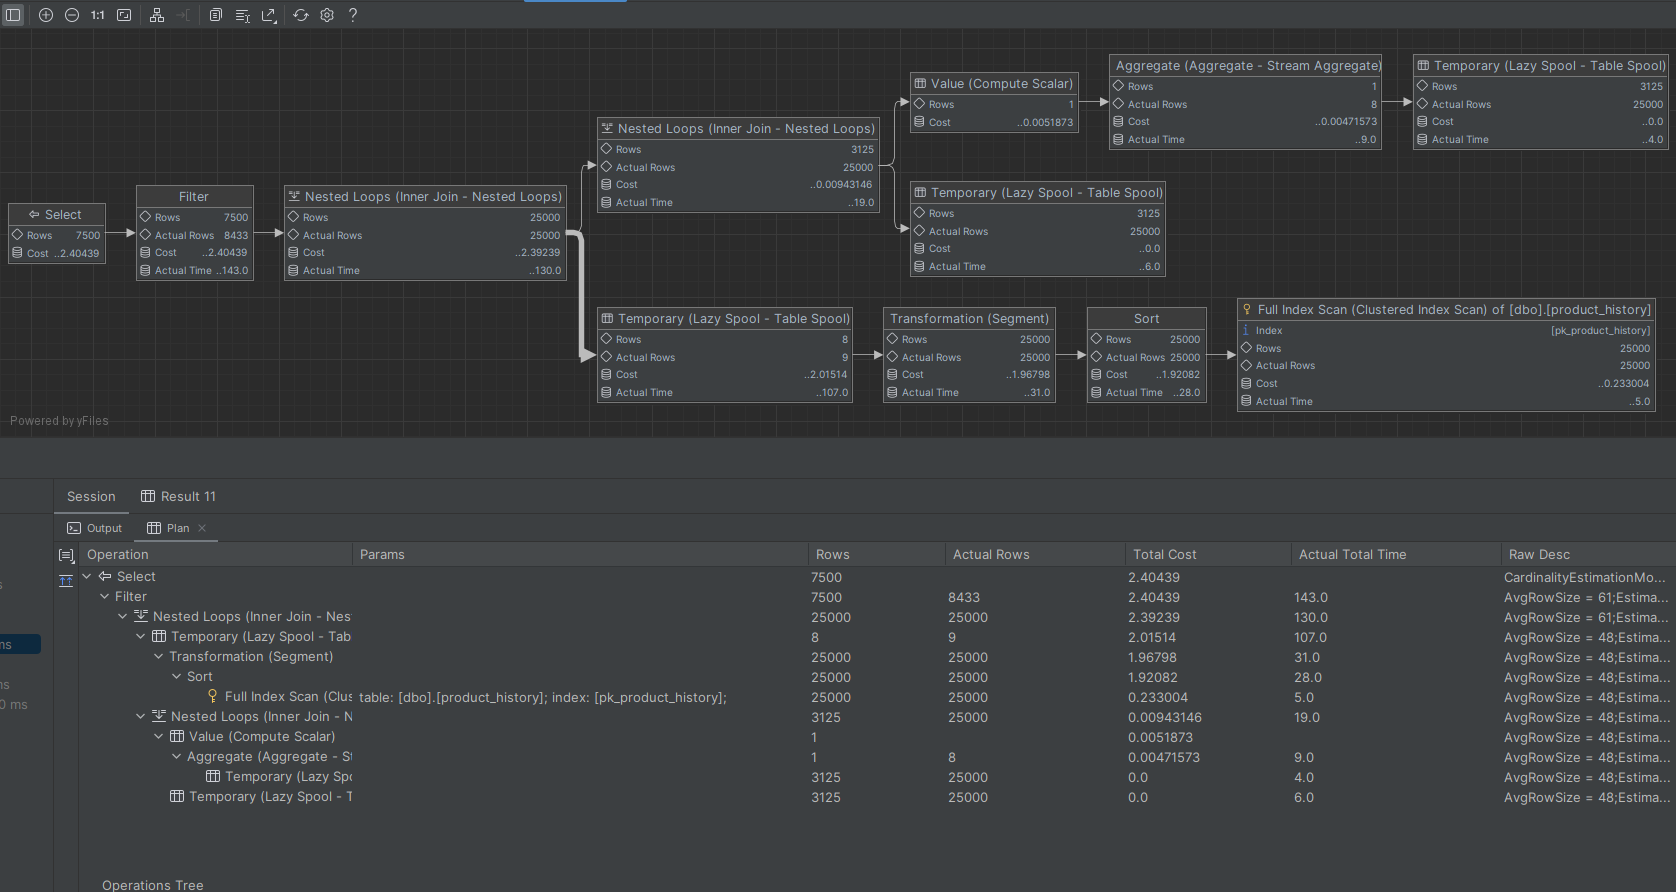 1:1
Select
Rows 7500
Cost ..2.40439
Filter
Rows 7500
Actual Rows 8433
Cost ..2.40439
Actual Time ..143.0
Nested Loops (Inner Join - Nested Loops)
Rows 25000
Actual Rows 25000
Cost ..2.39239
Actual Time ..130.0
Nested Loops (Inner Join - Nested Loops)
Rows 3125
Actual Rows 25000
Cost ..0.00943146
Actual Time ..19.0
Value (Compute Scalar)
Rows 1
Cost ..0.0051873
Aggregate (Aggregate - Stream Aggregate)
Rows 1
Actual Rows 8
Cost ..0.00471573
Actual Time ..9.0
Temporary (Lazy Spool - Table Spool)
Rows 3125
Actual Rows 25000
Cost ..0.0
Actual Time ..4.0
Temporary (Lazy Spool - Table Spool)
Rows 3125
Actual Rows 25000
Cost ..0.0
Actual Time ..6.0
Temporary (Lazy Spool - Table Spool)
Rows 8
Actual Rows 9
Cost ..2.01514
Actual Time ..107.0
Transformation (Segment)
Rows 25000
Actual Rows 25000
Cost ..1.96798
Actual Time ..31.0
Sort
Rows 25000
Actual Rows 25000
Cost ..1.92082
Actual Time ..28.0
Full Index Scan (Clustered Index Scan) of [dbo].[product_history]
Index [pk_product_history]
Rows 25000
Actual Rows 25000
Cost ..0.233004
Actual Time ..5.0
Powered by yFiles
Session Result 11
Output Plan
Operation Params Rows Actual Rows Total Cost Actual Total Time Raw Desc
Select 7500 2.40439 CardinalityEstimationMo...
Filter 7500 8433 2.40439 143.0 AvgRowSize = 61;Estima...
Nested Loops (Inner Join - Nes 25000 25000 2.39239 130.0 AvgRowSize = 61;Estima...
Temporary (Lazy Spool - Tab 8 9 2.01514 107.0 AvgRowSize = 48;Estima...
Transformation (Segment) 25000 25000 1.96798 31.0 AvgRowSize = 48;Estima...
Sort 25000 25000 1.92082 28.0 AvgRowSize = 48;Estima...
Full Index Scan (Clus table: [dbo].[product_history]; index: [pk_product_history]; 25000 25000 0.233004 5.0 AvgRowSize = 48;Estima...
Nested Loops (Inner Join - N 3125 25000 0.00943146 19.0 AvgRowSize = 48;Estima...
Value (Compute Scalar) 1 0.0051873 AvgRowSize = 48;Estima...
Aggregate (Aggregate - St 1 8 0.00471573 9.0 AvgRowSize = 48;Estima...
Temporary (Lazy Spo 3125 25000 0.0 4.0 AvgRowSize = 48;Estima...
Temporary (Lazy Spool - T 3125 25000 0.0 6.0 AvgRowSize = 48;Estima...
ms
ms
0 ms
Operations Tree